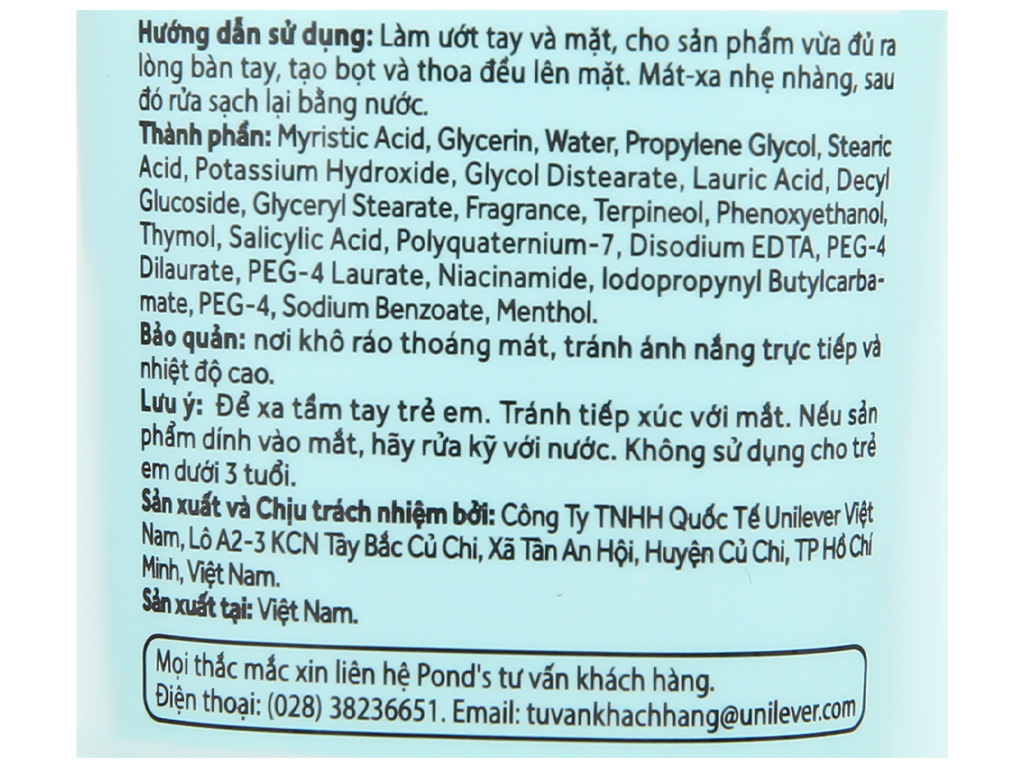 Hướng dẫn sử dụng: Làm ướt tay và mặt, cho sản phẩm vừa đủ ra
lòng bàn tay, tạo bọt và thoa đều lên mặt. Mát-xa nhẹ nhàng, sau
đó rửa sạch lại bằng nước.
Thành phần: Myristic Acid, Glycerin, Water, Propylene Glycol, Stearic
Acid, Potassium Hydroxide, Glycol Distearate, Lauric Acid, Decyl
Glucoside, Glyceryl Stearate, Fragrance, Terpineol, Phenoxyethanol,
Thymol, Salicylic Acid, Polyquaternium-7, Disodium EDTA, PEG-4
Dilaurate, PEG-4 Laurate, Niacinamide, Iodopropynyl Butylcarba-
mate, PEG-4, Sodium Benzoate, Menthol.
Bảo quản: nơi khô ráo thoáng mát, tránh ánh nắng trực tiếp và
nhiệt độ cao.
Lưu ý: Để xa tầm tay trẻ em. Tránh tiếp xúc với mắt. Nếu sản
phẩm dính vào mắt, hãy rửa kỹ với nước. Không sử dụng cho trẻ
em dưới 3 tuổi.
Sản xuất và Chịu trách nhiệm bởi: Công Ty TNHH Quốc Tế Unilever Việt
Nam, Lô A2-3 KCN Tây Bắc Củ Chi, Xã Tân An Hội, Huyện Củ Chi, TP Hồ Chí
Minh, Việt Nam.
Sản xuất tại: Việt Nam.
Mọi thắc mắc xin liên hệ Pond's tư vấn khách hàng.
Điện thoại: (028) 38236651. Email: tuvankhachhang@unilever.com